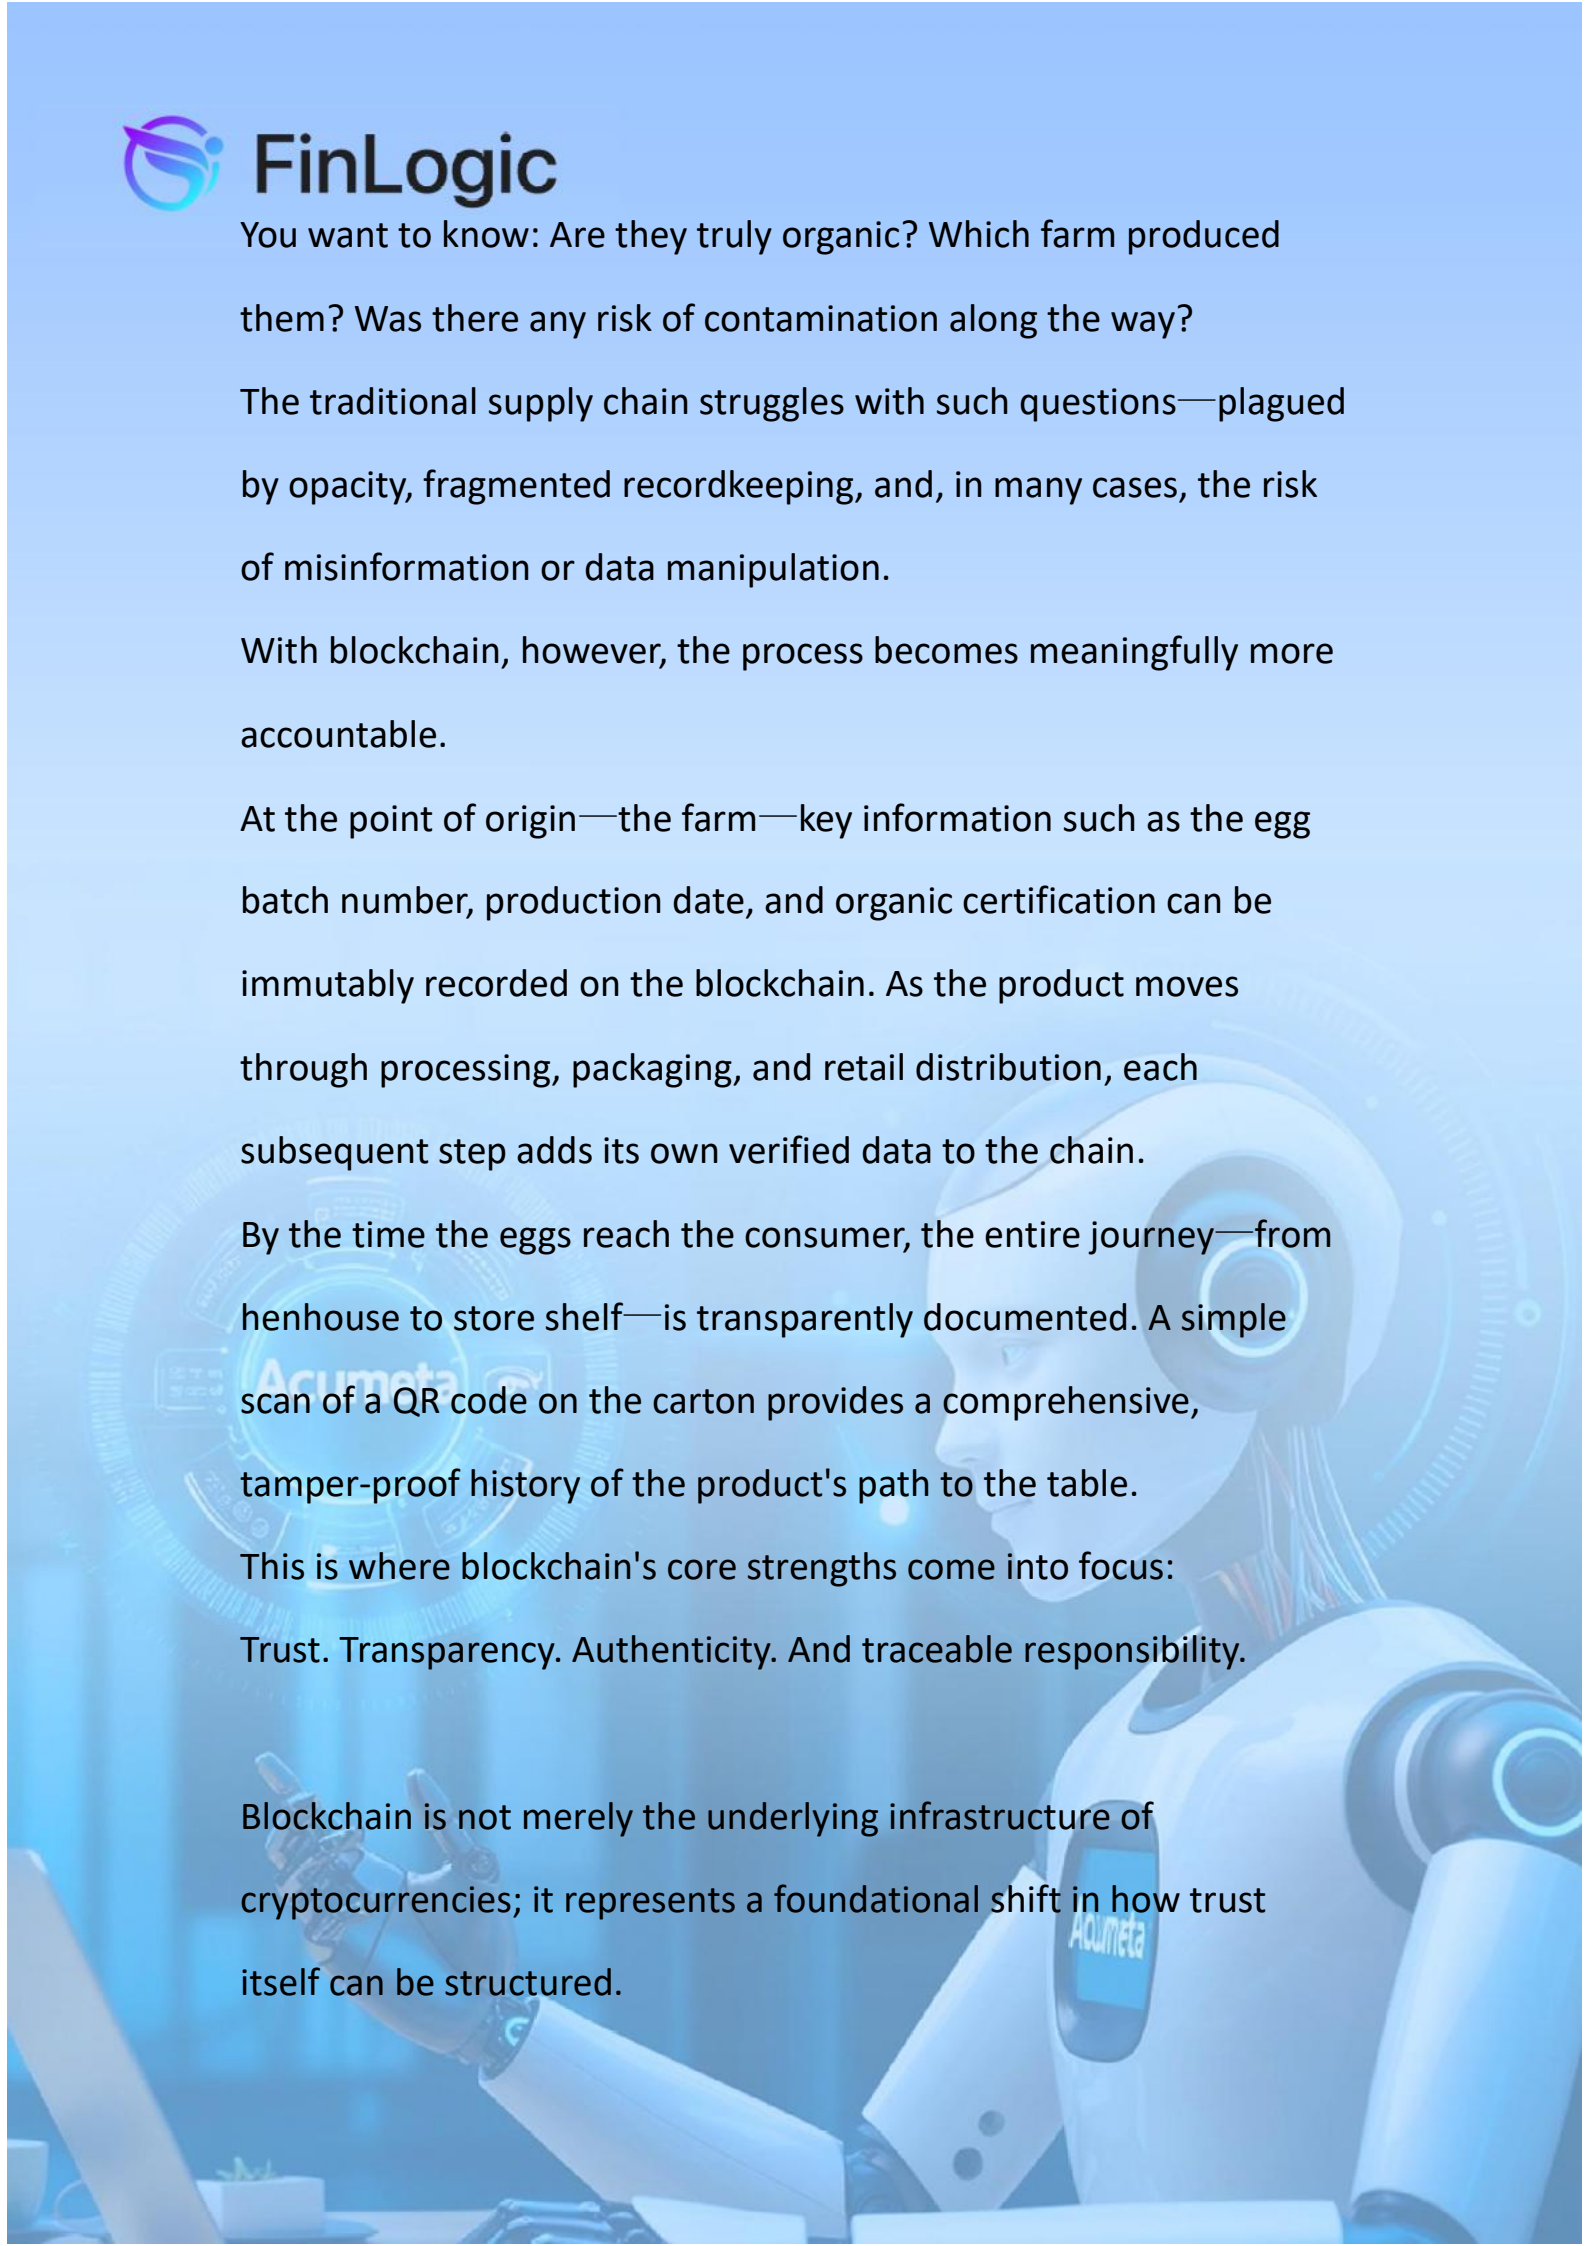 FinLogic
You want to know: Are they truly organic? Which farm produced
them? Was there any risk of contamination along the way?
The traditional supply chain struggles with such questions—plagued
by opacity, fragmented recordkeeping, and, in many cases, the risk
of misinformation or data manipulation.
With blockchain, however, the process becomes meaningfully more
accountable.
At the point of origin—the farm—key information such as the egg
batch number, production date, and organic certification can be
immutably recorded on the blockchain. As the product moves
through processing, packaging, and retail distribution, each
subsequent step adds its own verified data to the chain.
By the time the eggs reach the consumer, the entire journey—from
henhouse to store shelf—is transparently documented. A simple
Acumeta
scan of a QR code on the carton provides a comprehensive,
tamper-proof history of the product's path to the table.
This is where blockchain's core strengths come into focus:
Trust. Transparency. Authenticity. And traceable responsibility.
Blockchain is not merely the underlying infrastructure of
cryptocurrencies; it represents a foundational shift in how trust
Acumeta
itself can be structured.